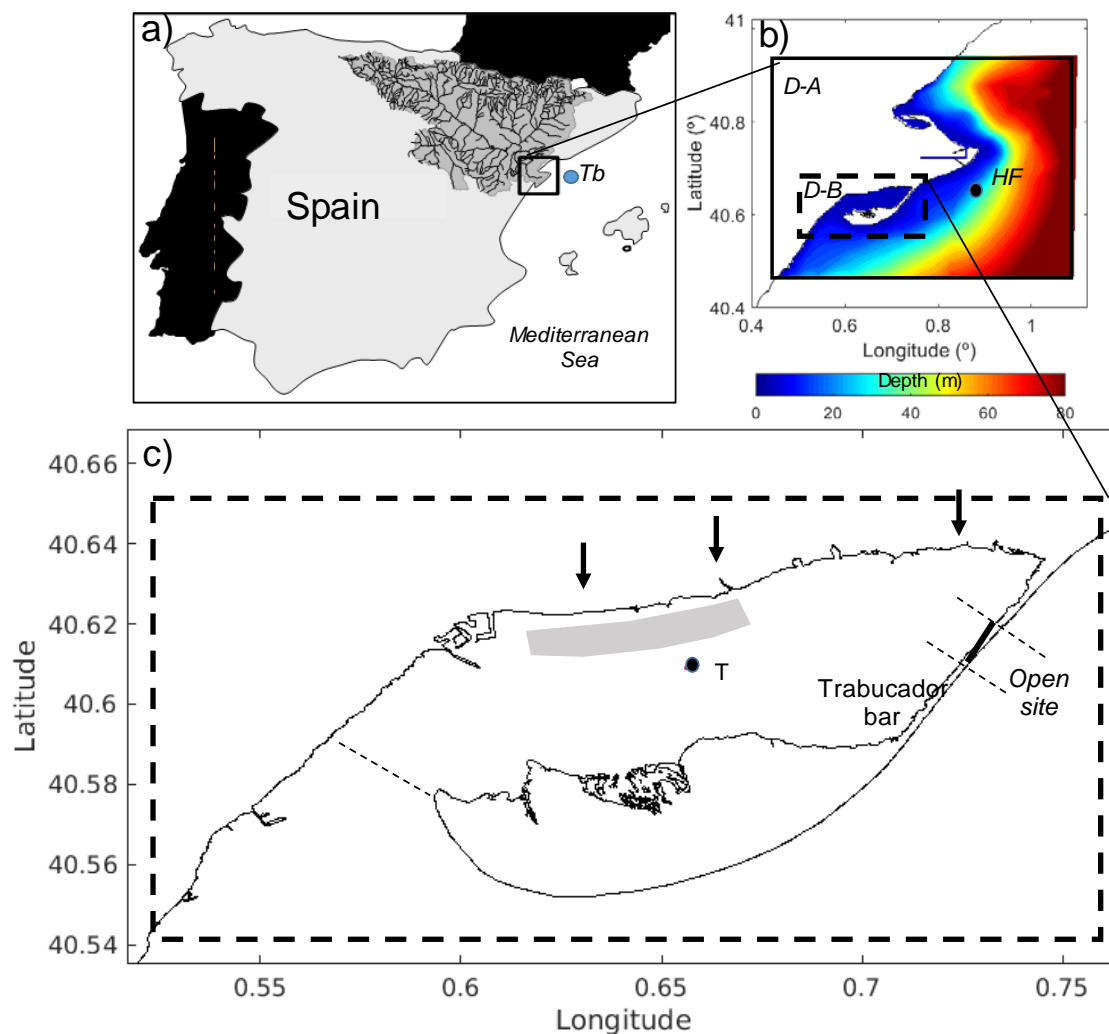 a)
Tb
Spain
Mediterranean
Sea
b)
41
40.8
40.6
40.4
Latitude (º)
D-A
D-B
HF
0.4
0.6
0.8
1
Longitude (º)
Depth (m)
0
20
40
60
80
c)
40.66
40.64
40.62
40.6
40.58
40.56
40.54
Latitude
T
Trabucador
bar
Open
site
0.55
0.6
0.65
0.7
0.75
Longitude